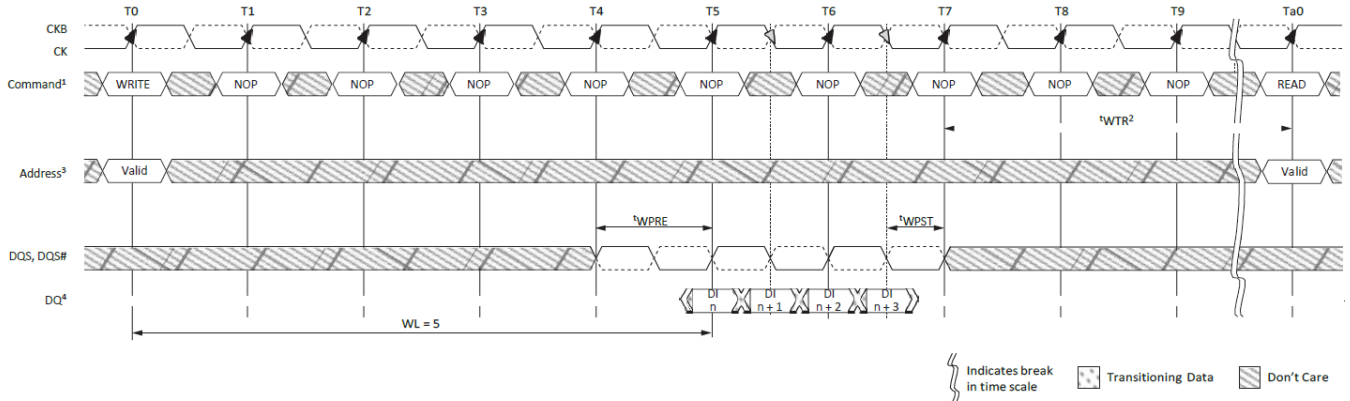 T0 T1 T2 T3 T4 T5 T6 T7 T8 T9 Ta0
CKB
CK
Command¹ WRITE NOP NOP NOP NOP NOP NOP NOP NOP NOP READ
ᵗWTR²
Address³ Valid Valid
ᵗWPRE ᵗWPST
DQS, DQS#
DQ⁴ DI DI DI DI
n n + 1 n + 2 n + 3
WL = 5
Indicates break
in time scale
Transitioning Data
Don't Care